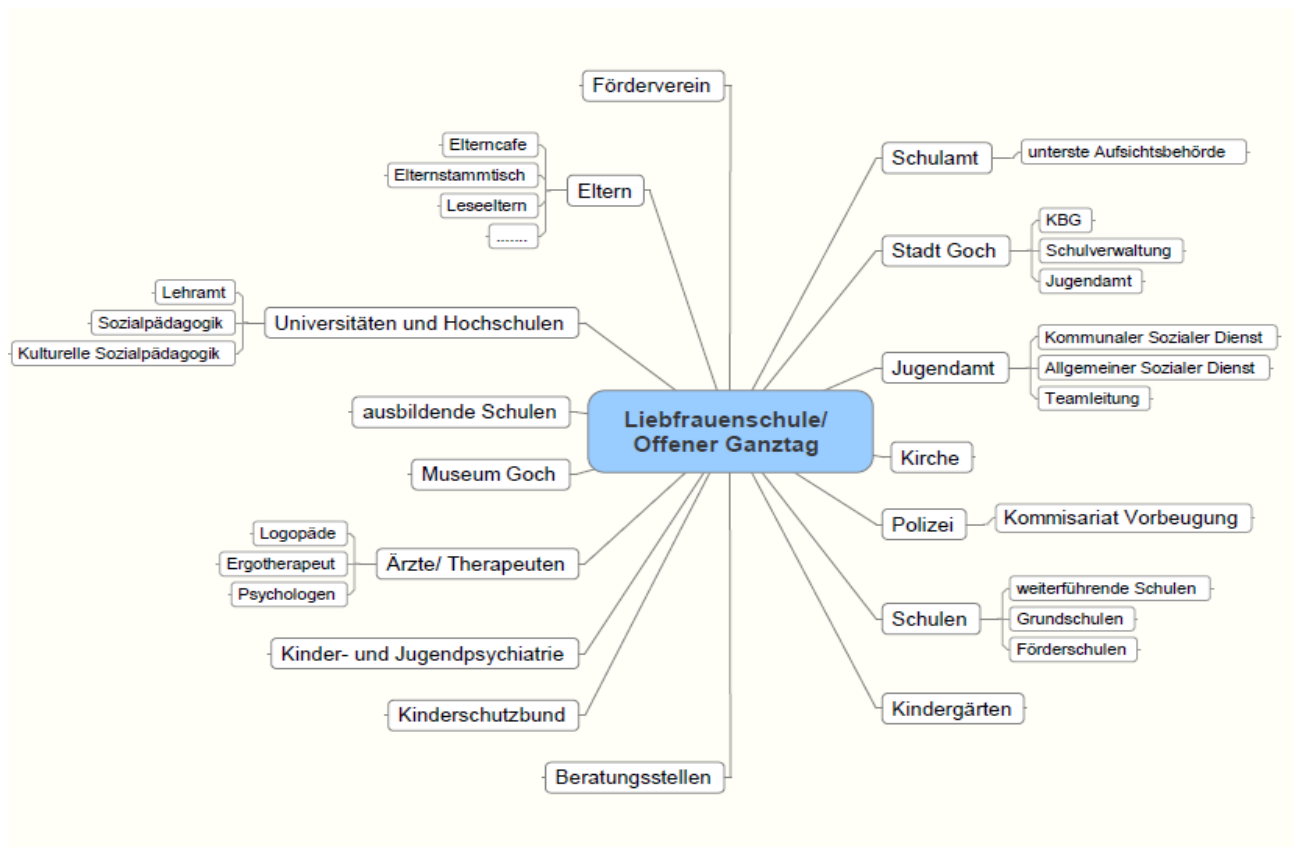 Förderverein
Elterncafe
Elternstammtisch
Leseeltern
.......
Eltern
Lehramt
Sozialpädagogik
Kulturelle Sozialpädagogik
Universitäten und Hochschulen
ausbildende Schulen
Museum Goch
Logopäde
Ergotherapeut
Psychologen
Ärzte/ Therapeuten
Kinder- und Jugendpsychiatrie
Kinderschutzbund
Beratungsstellen
Liebfrauenschule/
Offener Ganztag
Schulamt
unterste Aufsichtsbehörde
Stadt Goch
KBG
Schulverwaltung
Jugendamt
Jugendamt
Kommunaler Sozialer Dienst
Allgemeiner Sozialer Dienst
Teamleitung
Kirche
Polizei
Kommisariat Vorbeugung
Schulen
weiterführende Schulen
Grundschulen
Förderschulen
Kindergärten